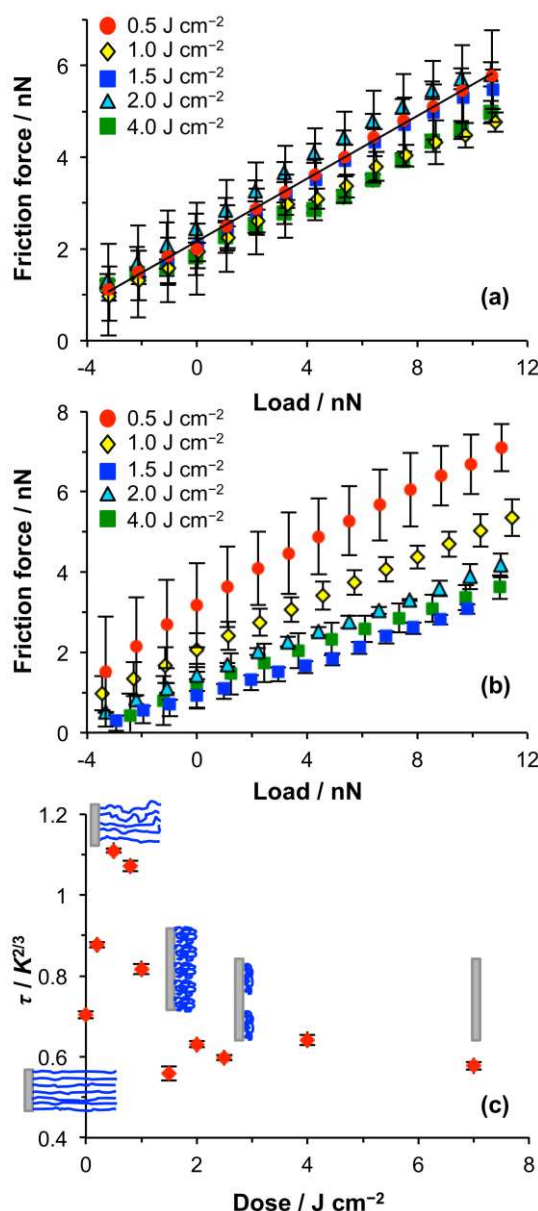 0.5 J cm⁻²
1.0 J cm⁻²
1.5 J cm⁻²
2.0 J cm⁻²
4.0 J cm⁻²
Friction force / nN
6
4
2
0
-4
0
4
8
12
(a)
Load / nN
0.5 J cm⁻²
1.0 J cm⁻²
1.5 J cm⁻²
2.0 J cm⁻²
4.0 J cm⁻²
Friction force / nN
8
6
4
2
0
-4
0
4
8
12
(b)
Load / nN
τ / K^2/3
1.2
1
0.8
0.6
0.4
0
2
4
6
8
(c)
Dose / J cm⁻²